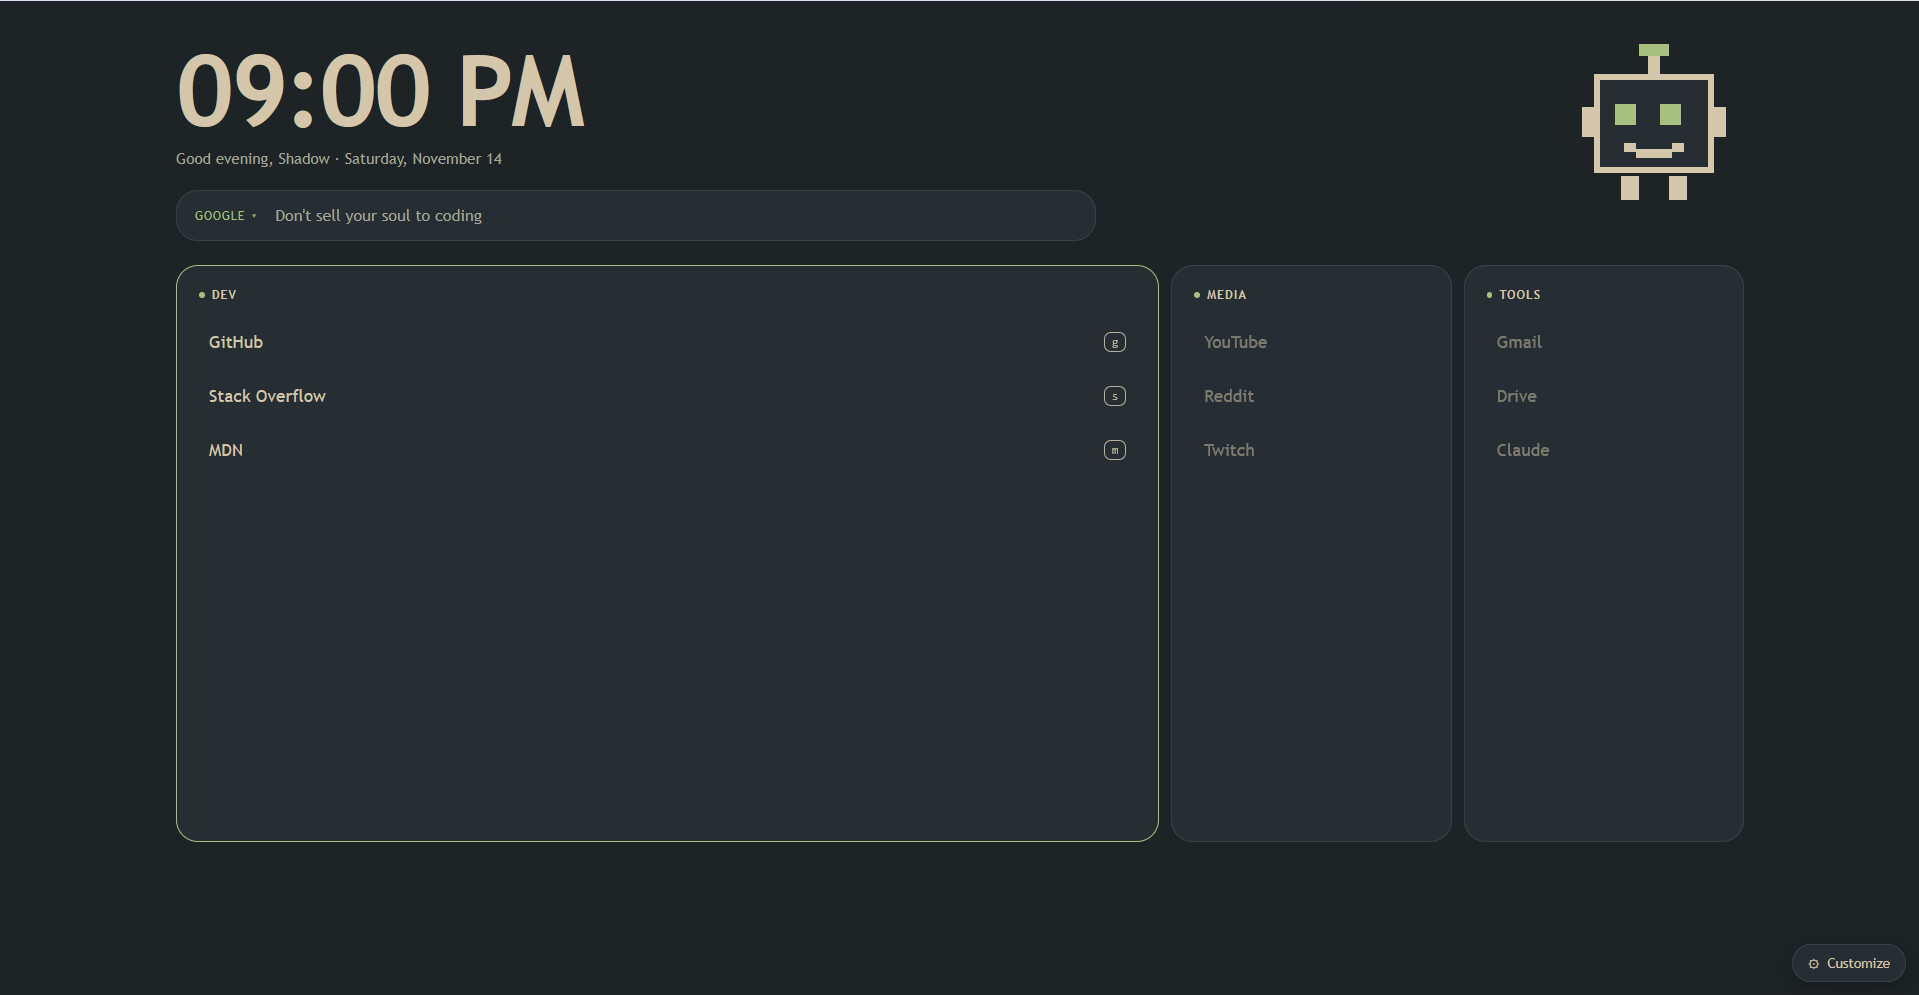 09:00 PM
Good evening, Shadow · Saturday, November 14
GOOGLE ▾ Don't sell your soul to coding
DEV
GitHub g
Stack Overflow s
MDN m
MEDIA
YouTube
Reddit
Twitch
TOOLS
Gmail
Drive
Claude
⚙ Customize